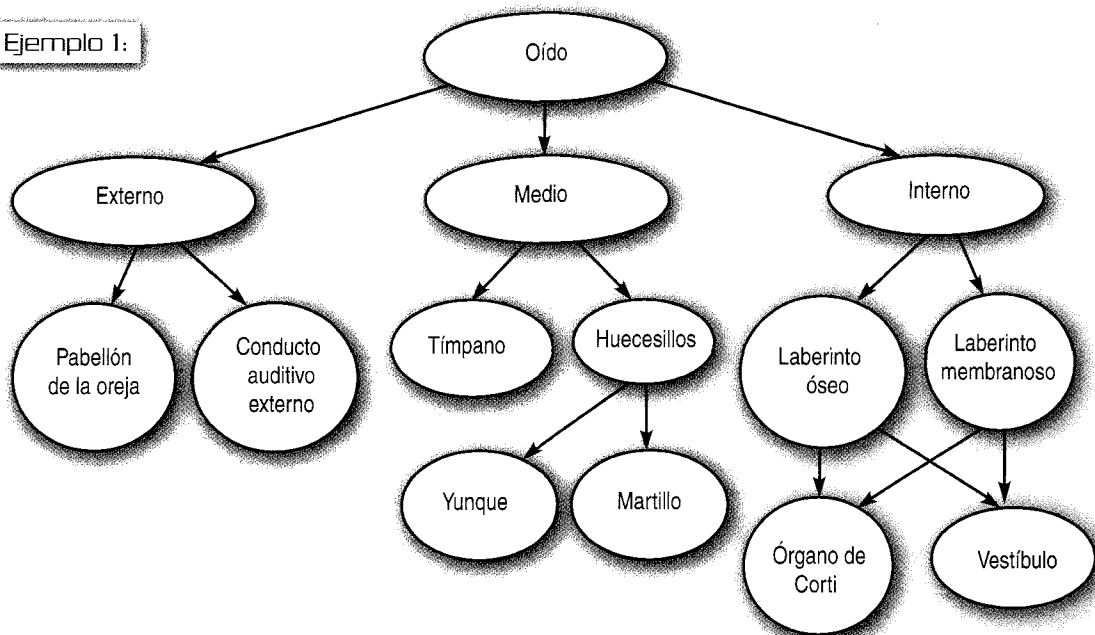 Ejemplo 1:
Oído
Externo
Medio
Interno
Pabellón
de la oreja
Conducto
auditivo
externo
Tímpano
Huecesillos
Laberinto
óseo
Laberinto
membranoso
Yunque
Martillo
Órgano de
Corti
Vestíbulo